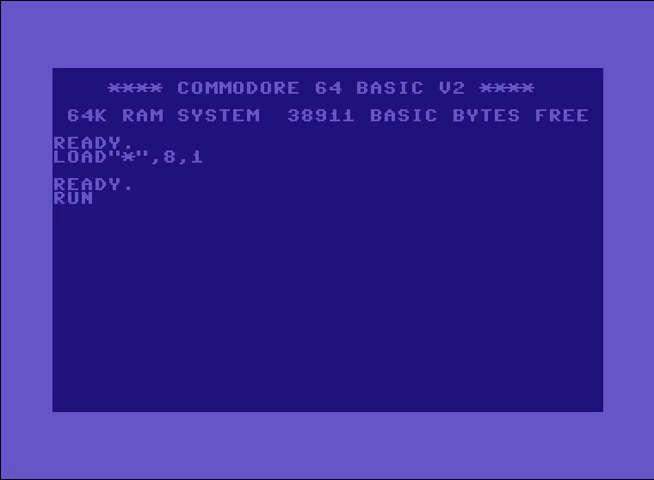 **** COMMODORE 64 BASIC V2 ****
64K RAM SYSTEM  38911 BASIC BYTES FREE
READY.
LOAD"*",8,1
READY.
RUN